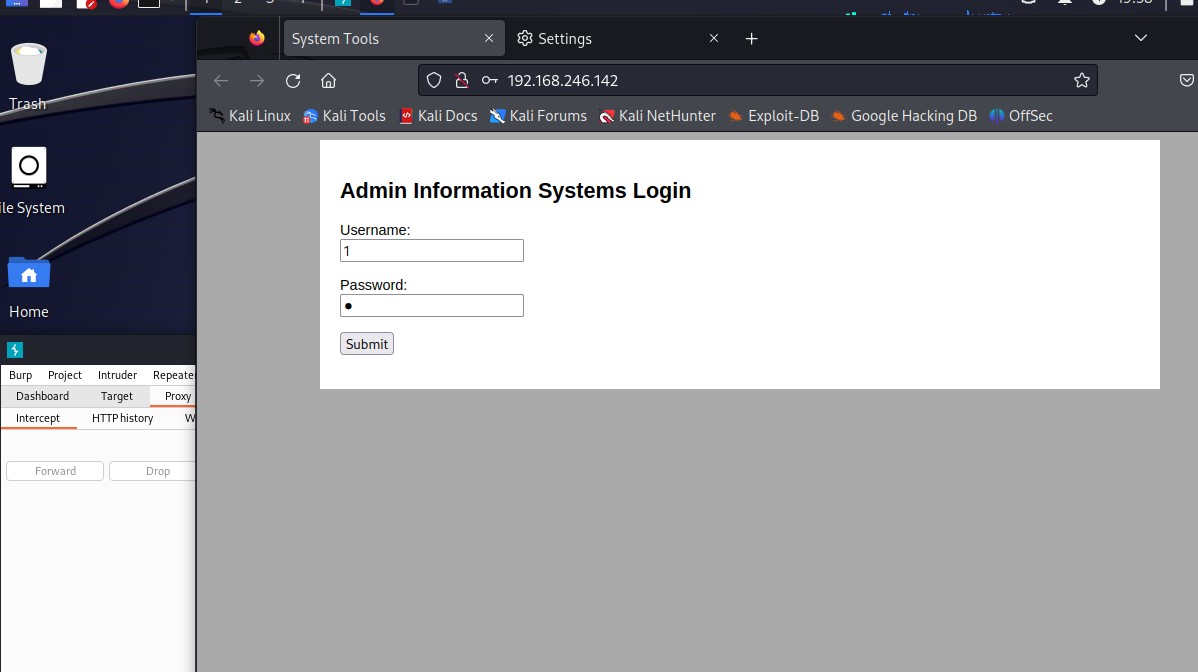 System Tools
Settings
192.168.246.142
Kali Linux Kali Tools Kali Docs Kali Forums Kali NetHunter Exploit-DB Google Hacking DB OffSec
Trash
ile System
Home
Admin Information Systems Login
Username:
1
Password:
Submit
Burp Project Intruder Repeate
Dashboard Target Proxy
Intercept HTTP history W
Forward Drop